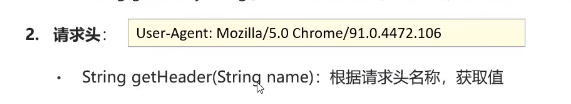 2. 请求头： User-Agent: Mozilla/5.0 Chrome/91.0.4472.106
• String getHeader(String name)：根据请求头名称，获取值